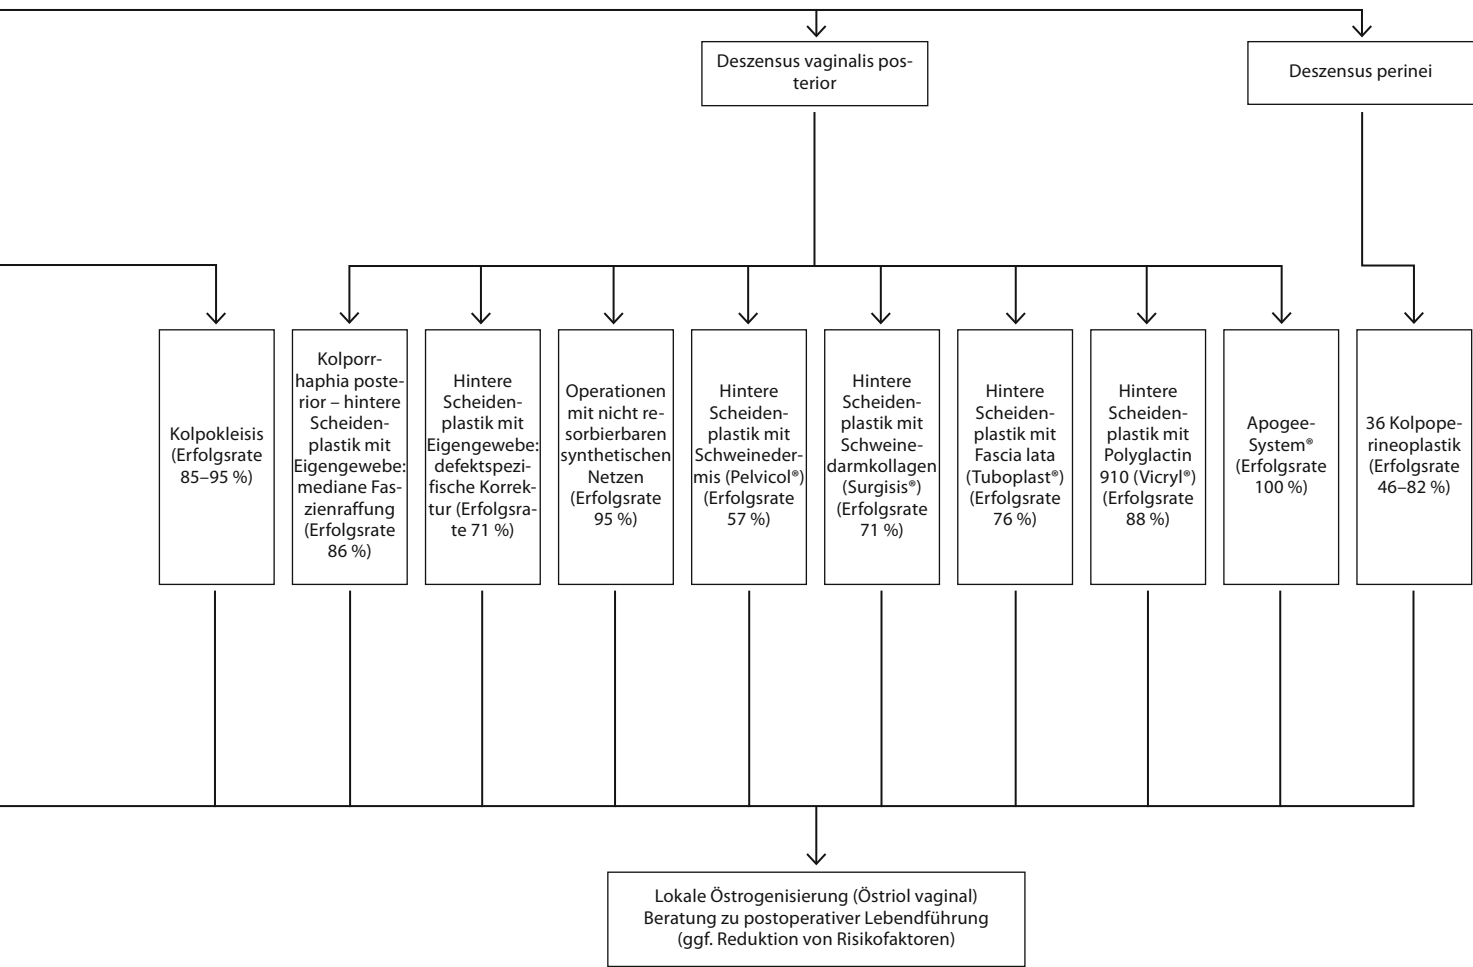 Deszensus vaginalis pos-
terior
Deszensus perinei
Kolpokleisis
(Erfolgsrate
85–95 %)
Kolporr-
haphia poste-
rior – hintere
Scheiden-
plastik mit
Eigengewebe:
mediane Fas-
zienraffung
(Erfolgsrate
86 %)
Hintere
Scheiden-
plastik mit
Eigengewebe:
defektspezi-
fische Korrek-
tur (Erfolgsra-
te 71 %)
Operationen
mit nicht re-
sorbierbaren
synthetischen
Netzen
(Erfolgsrate
95 %)
Hintere
Scheiden-
plastik mit
Schweineder-
mis (Pelvicol®)
(Erfolgsrate
57 %)
Hintere
Scheiden-
plastik mit
Schweine-
darmkollagen
(Surgisis®)
(Erfolgsrate
71 %)
Hintere
Scheiden-
plastik mit
Fascia lata
(Tuboplast®)
(Erfolgsrate
76 %)
Hintere
Scheiden-
plastik mit
Polyglactin
910 (Vicryl®)
(Erfolgsrate
88 %)
Apogee-
System®
(Erfolgsrate
100 %)
36 Kolpope-
rineoplastik
(Erfolgsrate
46–82 %)
Lokale Östrogenisierung (Östriol vaginal)
Beratung zu postoperativer Lebendführung
(ggf. Reduktion von Risikofaktoren)